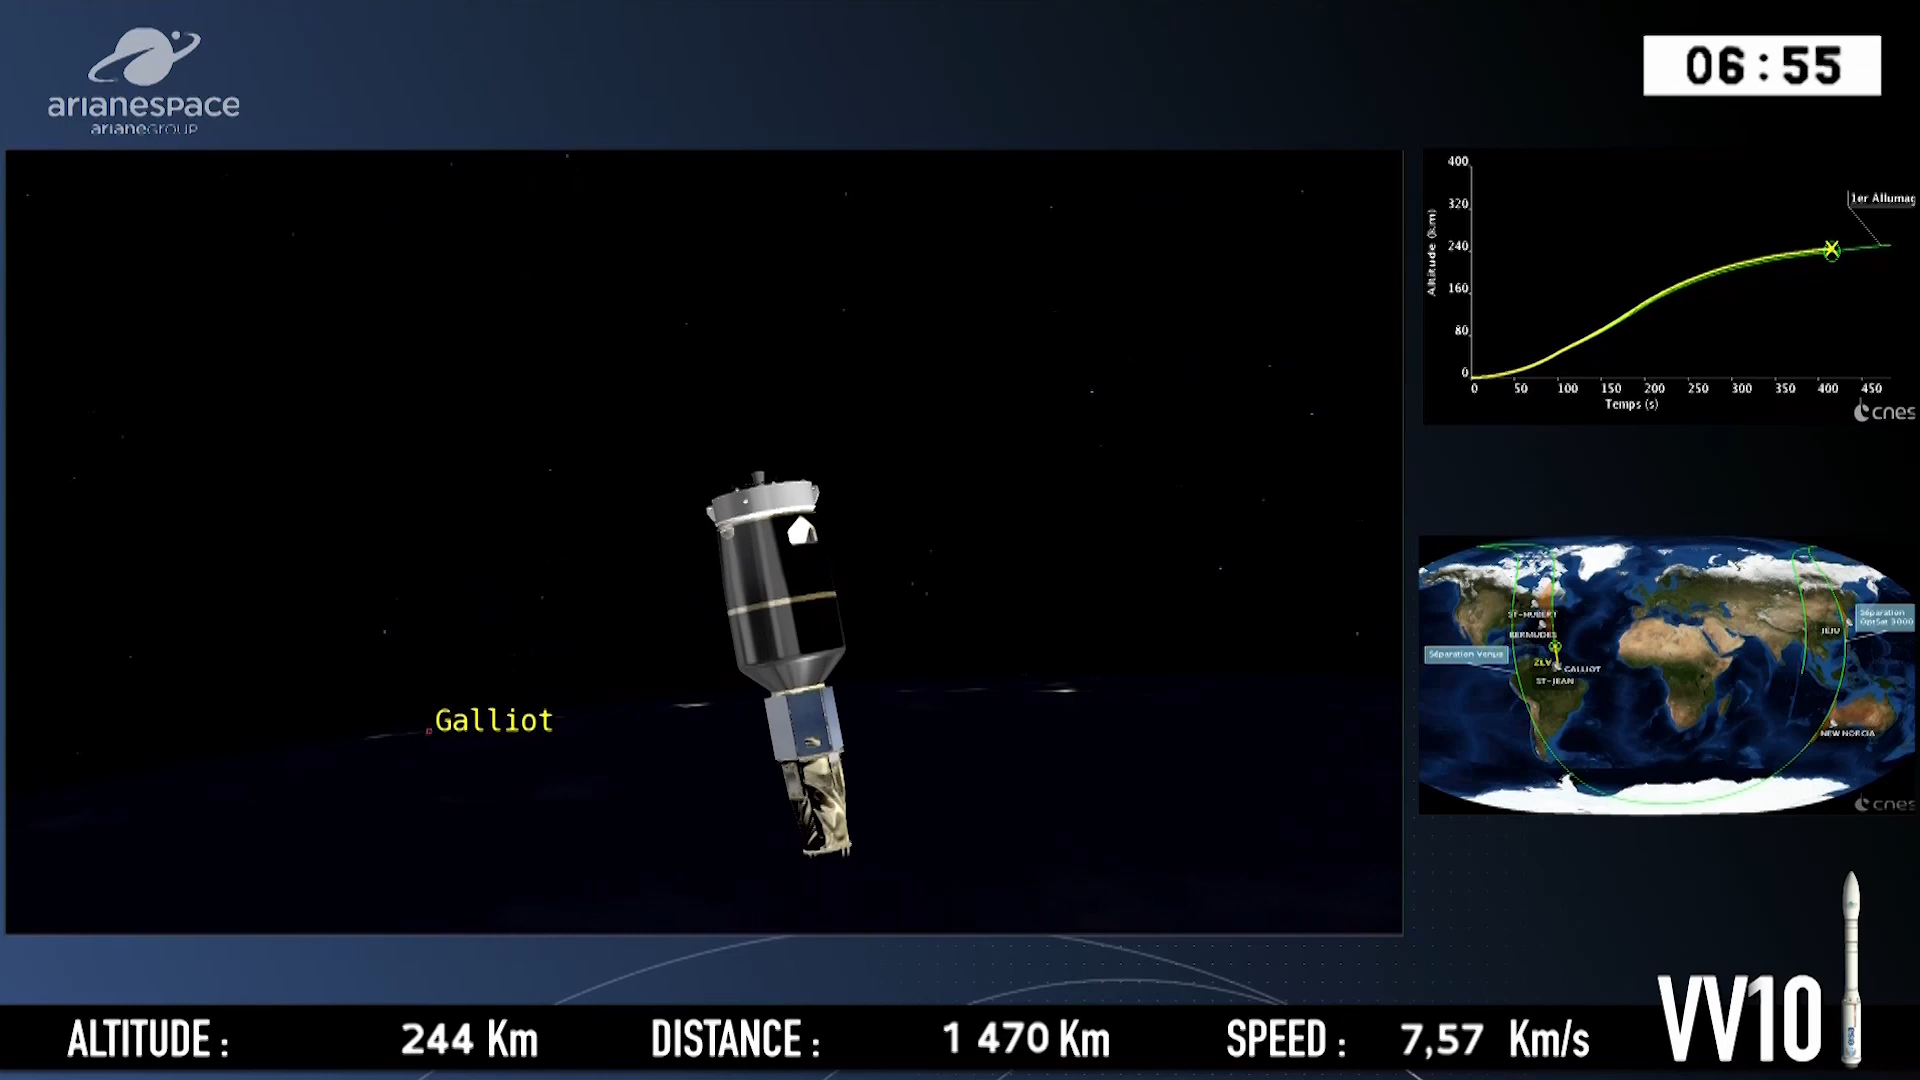 arianespace
arianeGROUP
06:55
400
320
240
160
80
0
Altitude (km)
1er Allumag
0 50 100 150 200 250 300 350 400 450
Temps (s)
cnes
Galliot
ST-HUBERT
BERMUDES
ZLV
GALLIOT
ST-JEAN
Séparation Venµs
Séparation
OptSat 3000
JEJU
NEW NORCIA
cnes
ALTITUDE : 244 Km DISTANCE : 1 470 Km SPEED : 7,57 Km/s
VV10
esa